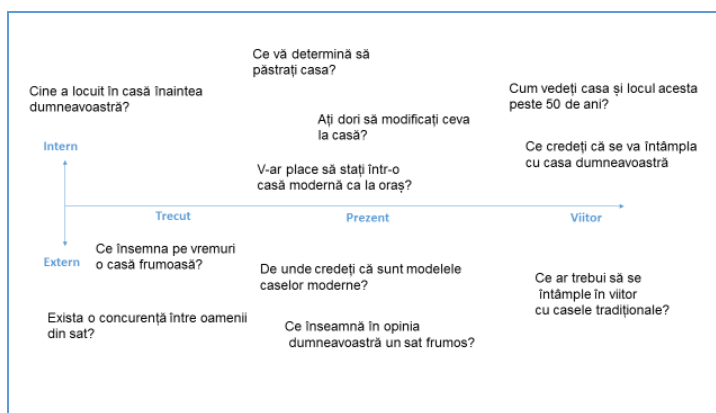 Ce vă determină să
păstrați casa?
Cine a locuit în casă înaintea
dumneavoastră?
Cum vedeți casa și locul acesta
peste 50 de ani?
Ați dori să modificați ceva
la casă?
Intern
Ce credeți că se va întâmpla
cu casa dumneavoastră
V-ar place să stați într-o
casă modernă ca la oraș?
Trecut
Prezent
Viitor
Extern
Ce însemna pe vremuri
o casă frumoasă?
De unde credeți că sunt modelele
caselor moderne?
Ce ar trebui să se
întâmple în viitor
cu casele tradiționale?
Exista o concurență între oamenii
din sat?
Ce înseamnă în opinia
dumneavoastră un sat frumos?